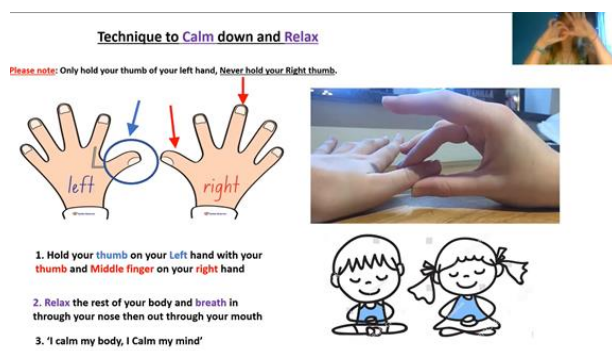 Technique to Calm down and Relax
Please note: Only hold your thumb of your left hand, Never hold your Right thumb.
left
right
1. Hold your thumb on your Left hand with your
thumb and Middle finger on your right hand
2. Relax the rest of your body and breath in
through your nose then out through your mouth
3. ‘I calm my body, I Calm my mind’